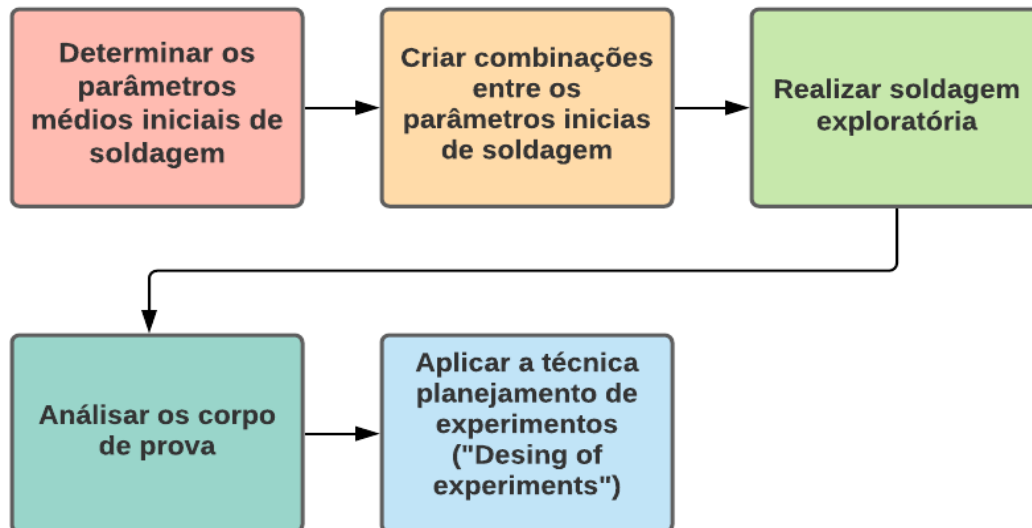 Determinar os
parâmetros
médios iniciais de
soldagem
Criar combinações
entre os
parâmetros inicias
de soldagem
Realizar soldagem
exploratória
Análisar os corpo
de prova
Aplicar a técnica
planejamento de
experimentos
("Desing of
experiments")